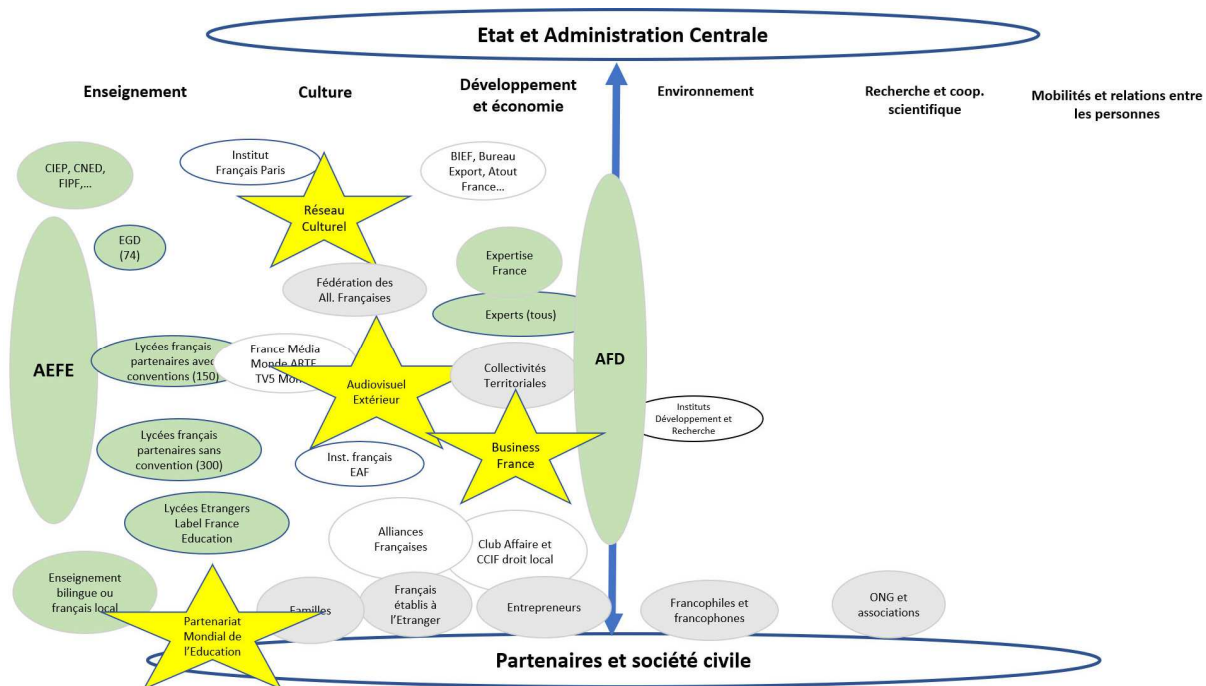 Etat et Administration Centrale
Enseignement
Culture
Développement
et économie
Environnement
Recherche et coop.
scientifique
Mobilités et relations entre
les personnes
CIEP, CNED,
FIPF,...
Institut
Français Paris
BIEF, Bureau
Export, Atout
France...
Réseau
Culturel
EGD
(74)
Expertise
France
Fédération des
All. Françaises
Experts (tous)
AEFE
Lycées français
partenaires avec
conventions (150)
France Média
Monde ARTE
TV5
Audiovisuel
Extérieur
Collectivités
Territoriales
AFD
Instituts
Développement et
Recherche
Lycées français
partenaires sans
convention (300)
Inst. français
EAF
Business
France
Lycées Etrangers
Label France
Education
Alliances
Françaises
Club Affaire et
CCIF droit local
Enseignement
bilingue ou
français local
Partenariat
Mondial de
l'Education
Familles
Français
établis à
l'Etranger
Entrepreneurs
Francophiles et
francophones
ONG et
associations
Partenaires et société civile